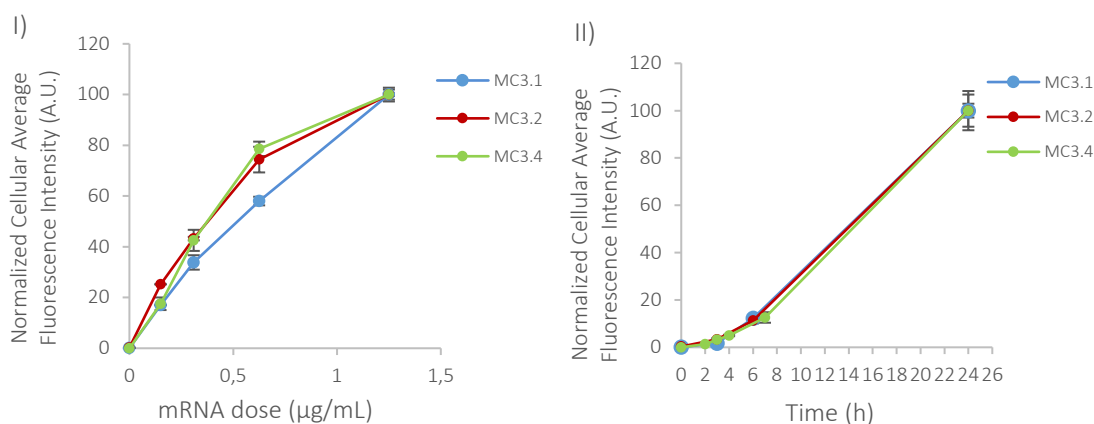 I)
Normalized Cellular Average
Fluorescence Intensity (A.U.)
120
100
80
60
40
20
0
0
0,5
1
1,5
mRNA dose (µg/mL)
MC3.1
MC3.2
MC3.4
II)
Normalized Cellular Average
Fluorescence Intensity (A.U.)
120
100
80
60
40
20
0
0 2 4 6 8 10 12 14 16 18 20 22 24 26
Time (h)
MC3.1
MC3.2
MC3.4